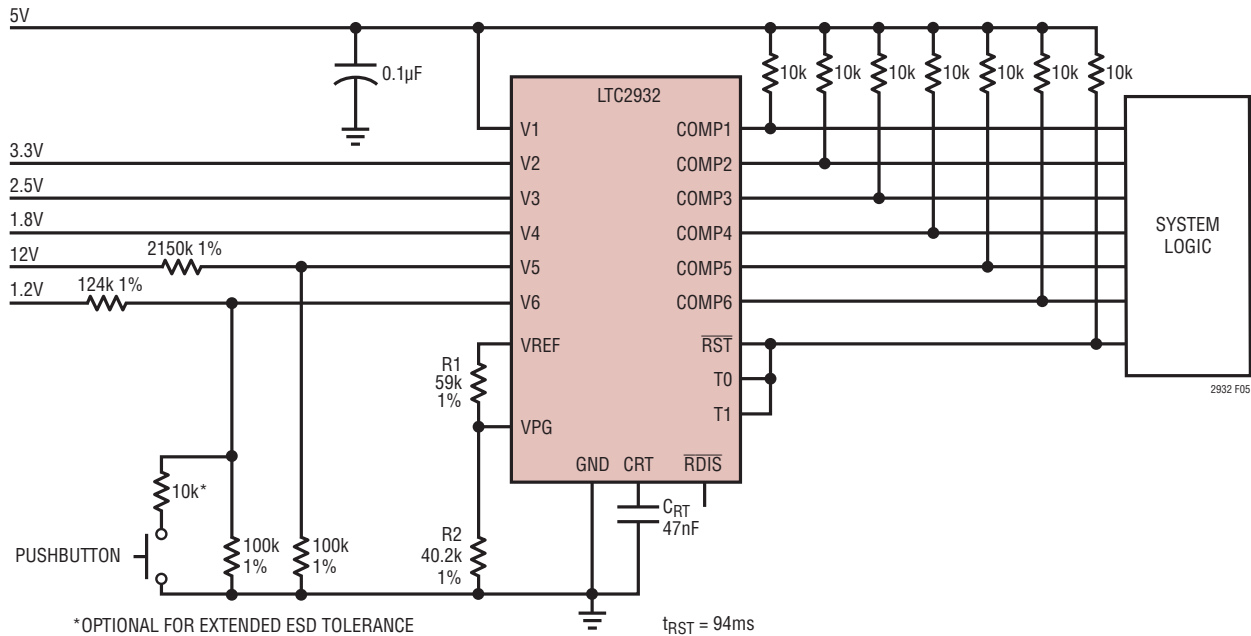 5V
0.1µF
10k
10k
10k
10k
10k
10k
10k
LTC2932
V1
COMP1
3.3V
V2
COMP2
2.5V
V3
COMP3
1.8V
V4
COMP4
SYSTEM
LOGIC
12V
2150k 1%
V5
COMP5
1.2V
124k 1%
V6
COMP6
VREF
RST
R1
59k
1%
T0
T1
2932 F05
VPG
GND
CRT
RDIS
10k*
CRT
47nF
PUSHBUTTON
100k
1%
100k
1%
R2
40.2k
1%
*OPTIONAL FOR EXTENDED ESD TOLERANCE
tRST = 94ms